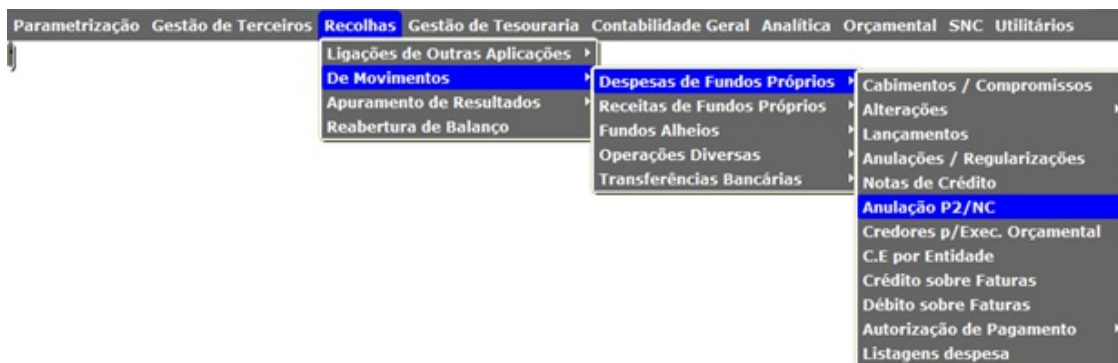 Parametrização Gestão de Terceiros Recolhas Gestão de Tesouraria Contabilidade Geral Analítica Orçamental SNC Utilitários
Ligações de Outras Aplicações
De Movimentos
Apuramento de Resultados
Reabertura de Balanço
Despesas de Fundos Próprios
Receitas de Fundos Próprios
Fundos Alheios
Operações Diversas
Transferências Bancárias
Cabimentos / Compromissos
Alterações
Lançamentos
Anulações / Regularizações
Notas de Crédito
Anulação P2/NC
Credores p/Exec. Orçamental
C.E por Entidade
Crédito sobre Faturas
Débito sobre Faturas
Autorização de Pagamento
Listagens despesa